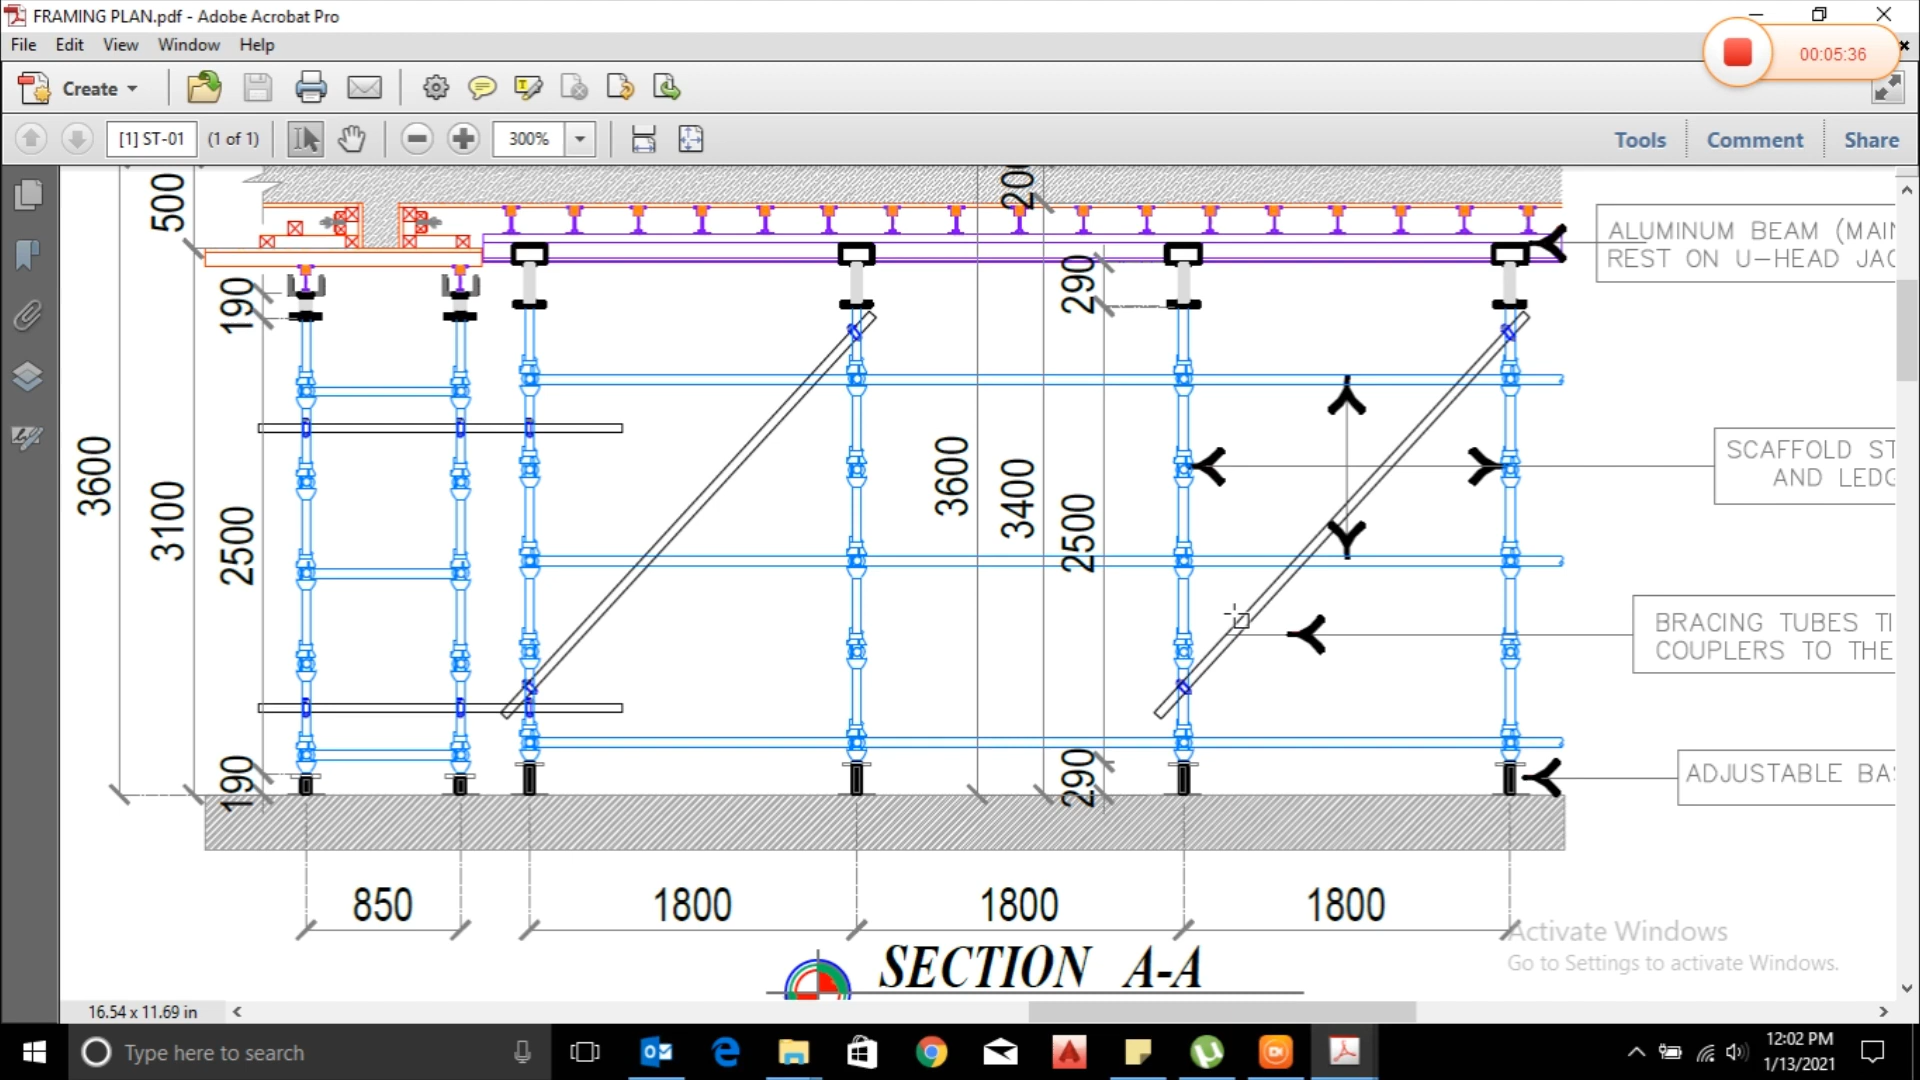 FRAMING PLAN.pdf - Adobe Acrobat Pro
File Edit View Window Help
00:05:36
Create
[1] ST-01 (1 of 1) 300%
Tools Comment Share
500
200
ALUMINUM BEAM (MAIN
REST ON U-HEAD JAC
190
290
3600
3100
2500
3600
3400
2500
SCAFFOLD ST
AND LEDG
BRACING TUBES TI
COUPLERS TO THE
190
290
ADJUSTABLE BA
850 1800 1800 1800
SECTION A-A
Activate Windows
Go to Settings to activate Windows.
16.54 x 11.69 in
Type here to search
12:02 PM
1/13/2021